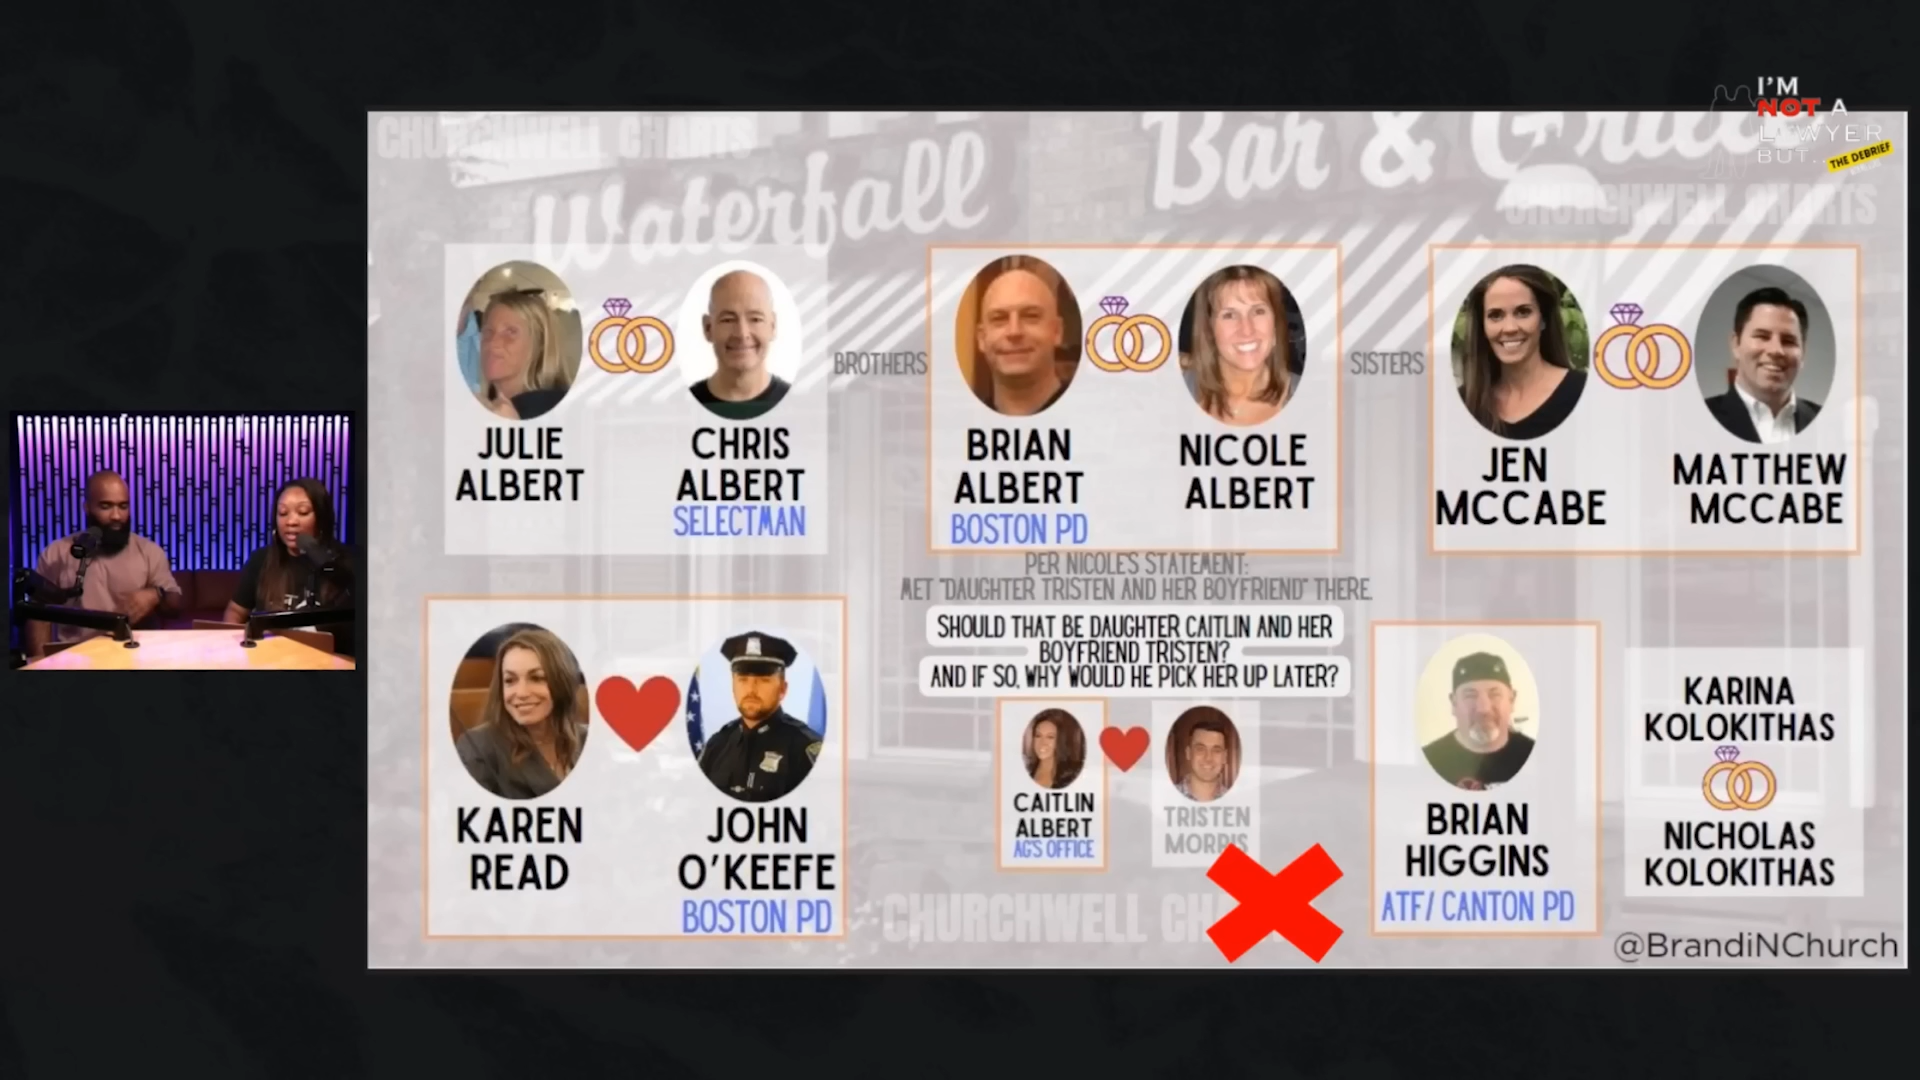 I'M
NOT A
LAWYER
BUT...
THE DEBRIEF
CHURCHWELL CHARTS
Waterfall
Bar & Grille
CHURCHWELL CHARTS
JULIE
ALBERT
CHRIS
ALBERT
SELECTMAN
BROTHERS
BRIAN
ALBERT
BOSTON PD
NICOLE
ALBERT
SISTERS
JEN
MCCABE
MATTHEW
MCCABE
PER NICOLE'S STATEMENT:
MET "DAUGHTER TRISTEN AND HER BOYFRIEND" THERE.
SHOULD THAT BE DAUGHTER CAITLIN AND HER
BOYFRIEND TRISTEN?
AND IF SO, WHY WOULD HE PICK HER UP LATER?
KAREN
READ
JOHN
O'KEEFE
BOSTON PD
CAITLIN
ALBERT
AG'S OFFICE
TRISTEN
MORRIS
BRIAN
HIGGINS
ATF/ CANTON PD
KARINA
KOLOKITHAS
NICHOLAS
KOLOKITHAS
CHURCHWELL CH
@BrandiNChurch